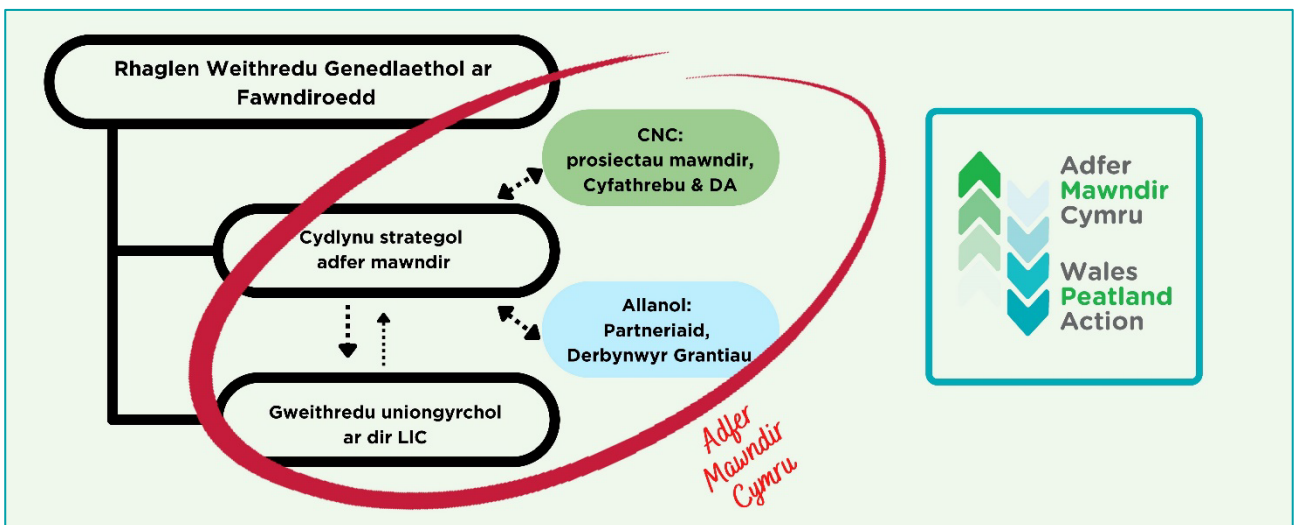 Rhaglen Weithredu Genedlaethol ar
Fawndiroedd
CNC:
prosiectau mawndir,
Cyfathrebu & DA
Cydlynu strategol
adfer mawndir
Allanol:
Partneriaid,
Derbynwyr Grantiau
Gweithredu uniongyrchol
ar dir LlC
Adfer
Mawndir
Cymru
Adfer
Mawndir
Cymru
Wales
Peatland
Action